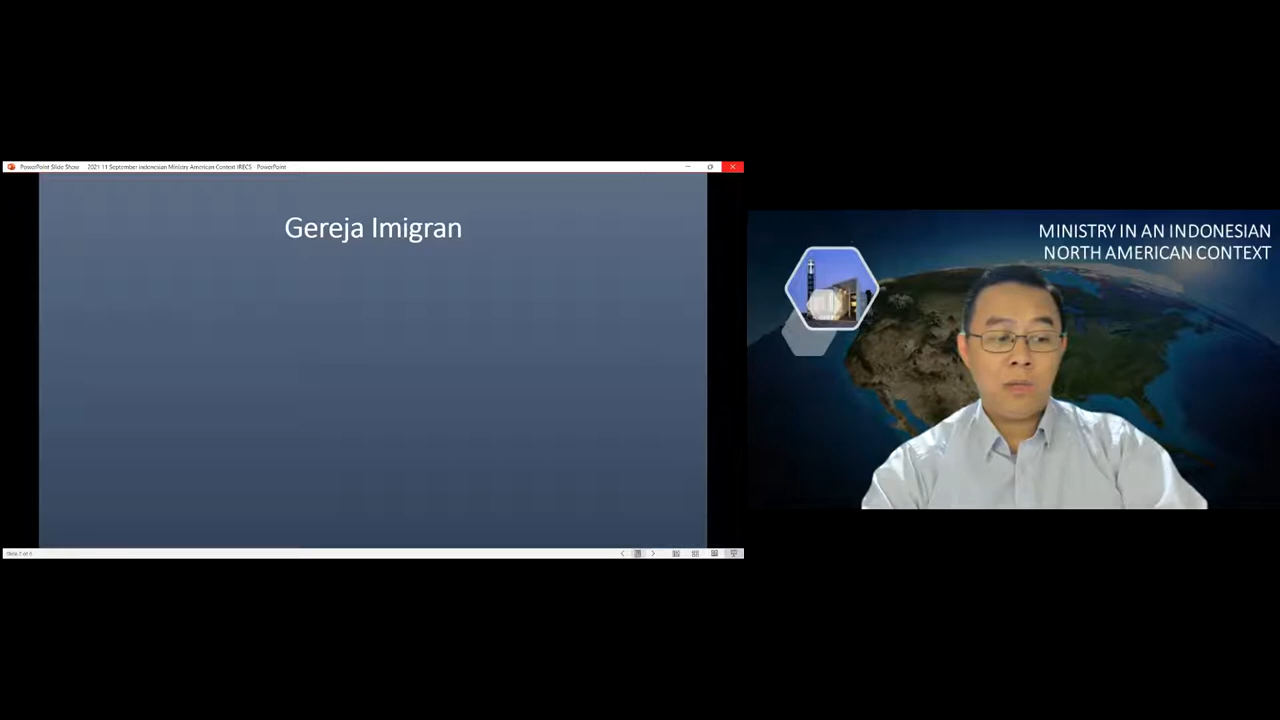 PowerPoint Slide Show    2021 11 September Indonesian Ministry American Context IRECS - PowerPoint
Gereja Imigran
MINISTRY IN AN INDONESIAN
NORTH AMERICAN CONTEXT